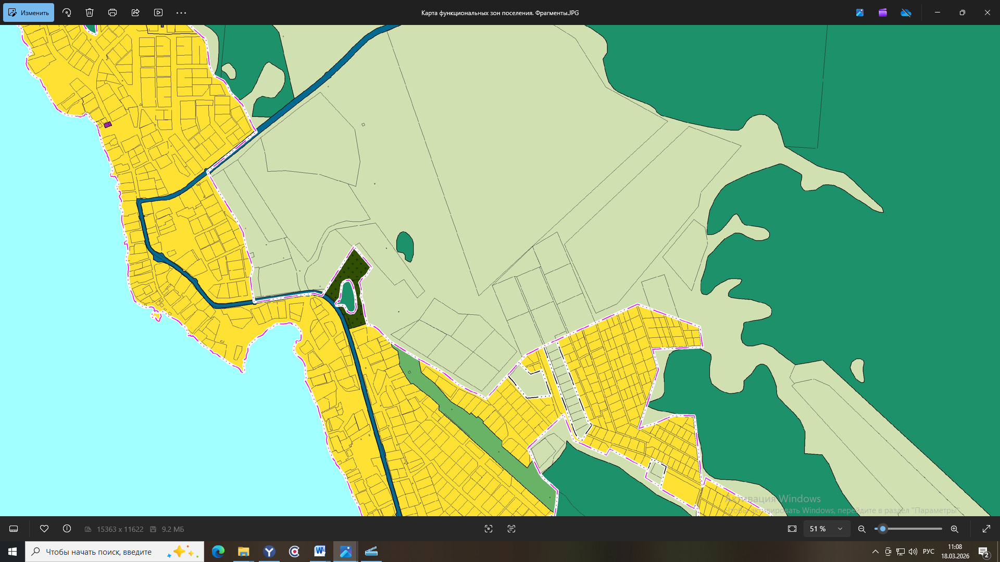 Изменить
Карта функциональных зон поселения. Фрагменты.JPG
Активация Windows
Чтобы активировать Windows, перейдите в раздел "Параметры".
15363 x 11622
9.2 МБ
51 %
Чтобы начать поиск, введите
РУС
11:08
18.03.2026
2